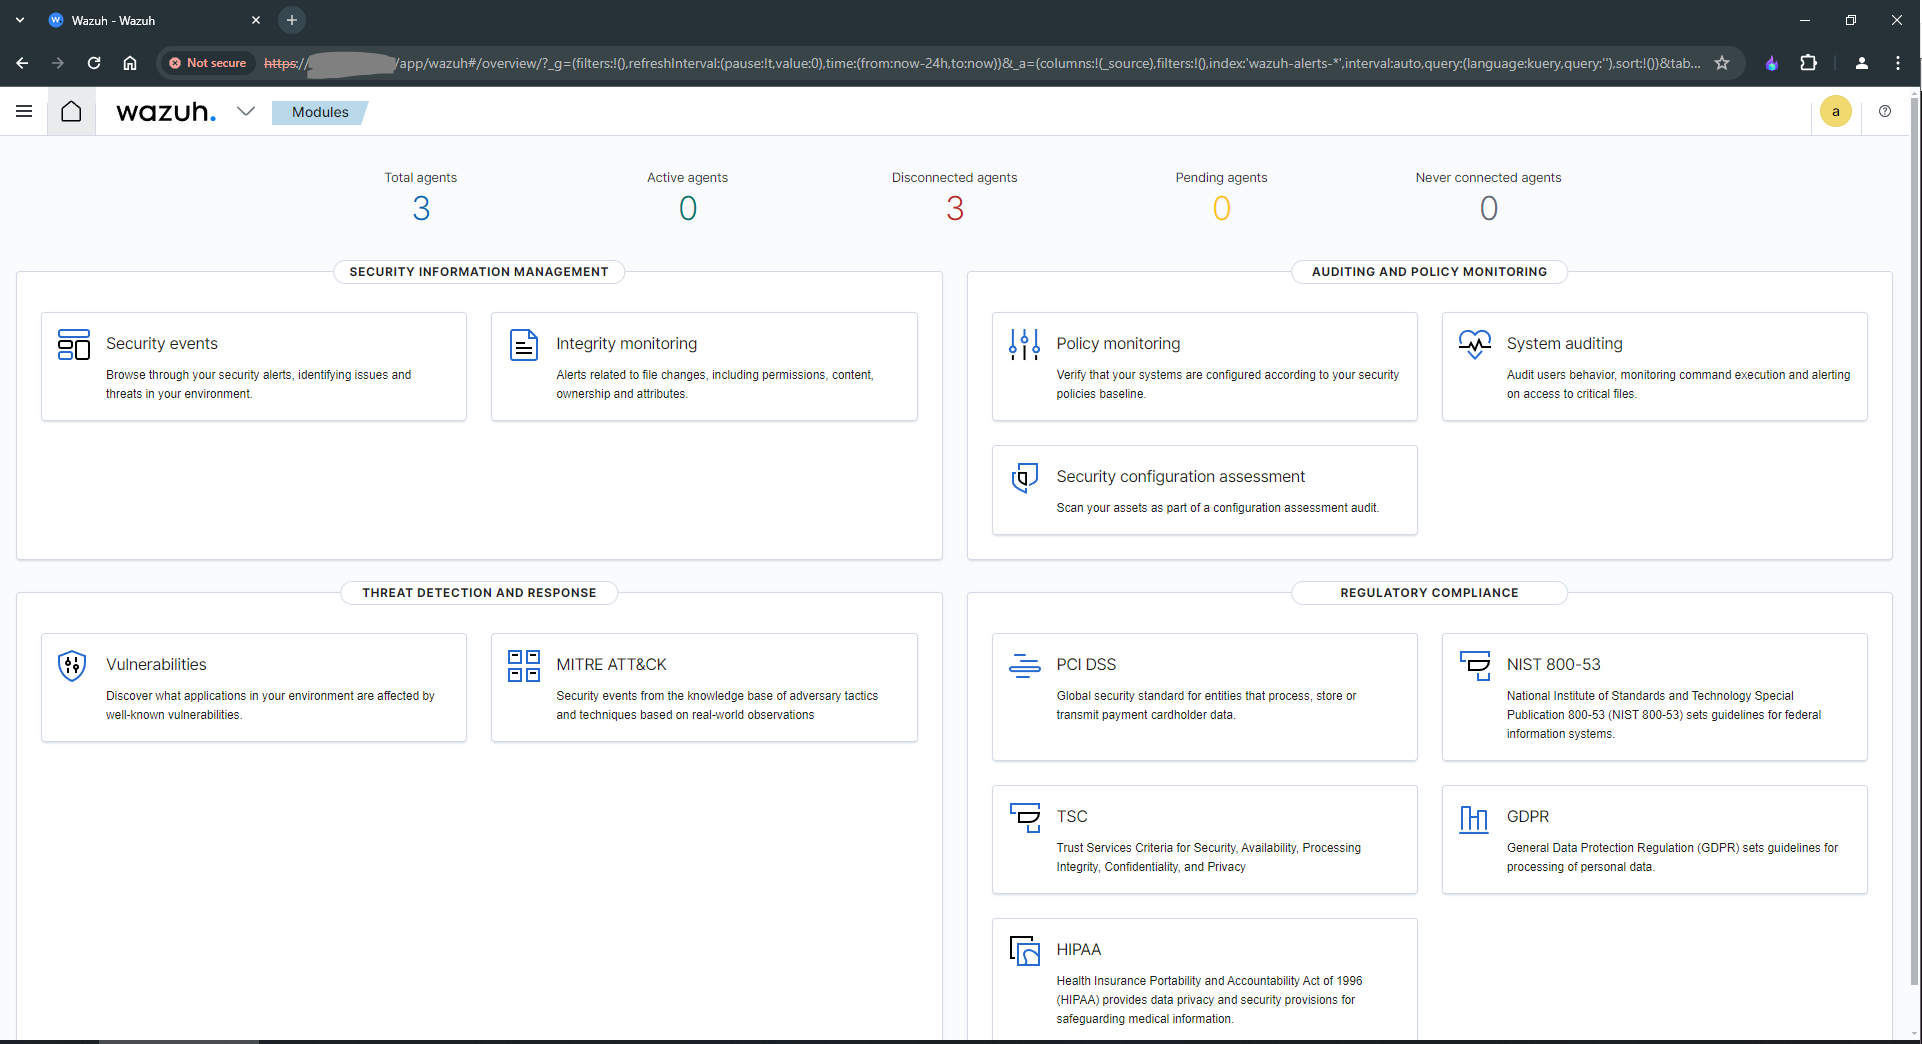 Wazuh - Wazuh
Not secure https:// /app/wazuh#/overview/?_g=(filters:!(),refreshInterval:(pause:!t,value:0),time:(from:now-24h,to:now))&_a=(columns:!(_source),filters:!(),index:'wazuh-alerts-*',interval:auto,query:(language:kuery,query:''),sort:!())&tab...
wazuh. Modules a
Total agents Active agents Disconnected agents Pending agents Never connected agents
3 0 3 0 0
SECURITY INFORMATION MANAGEMENT
Security events
Browse through your security alerts, identifying issues and
threats in your environment.
Integrity monitoring
Alerts related to file changes, including permissions, content,
ownership and attributes.
AUDITING AND POLICY MONITORING
Policy monitoring
Verify that your systems are configured according to your security
policies baseline.
System auditing
Audit users behavior, monitoring command execution and alerting
on access to critical files.
Security configuration assessment
Scan your assets as part of a configuration assessment audit.
THREAT DETECTION AND RESPONSE
Vulnerabilities
Discover what applications in your environment are affected by
well-known vulnerabilities.
MITRE ATT&CK
Security events from the knowledge base of adversary tactics
and techniques based on real-world observations
REGULATORY COMPLIANCE
PCI DSS
Global security standard for entities that process, store or
transmit payment cardholder data.
NIST 800-53
National Institute of Standards and Technology Special
Publication 800-53 (NIST 800-53) sets guidelines for federal
information systems.
TSC
Trust Services Criteria for Security, Availability, Processing
Integrity, Confidentiality, and Privacy
GDPR
General Data Protection Regulation (GDPR) sets guidelines for
processing of personal data.
HIPAA
Health Insurance Portability and Accountability Act of 1996
(HIPAA) provides data privacy and security provisions for
safeguarding medical information.